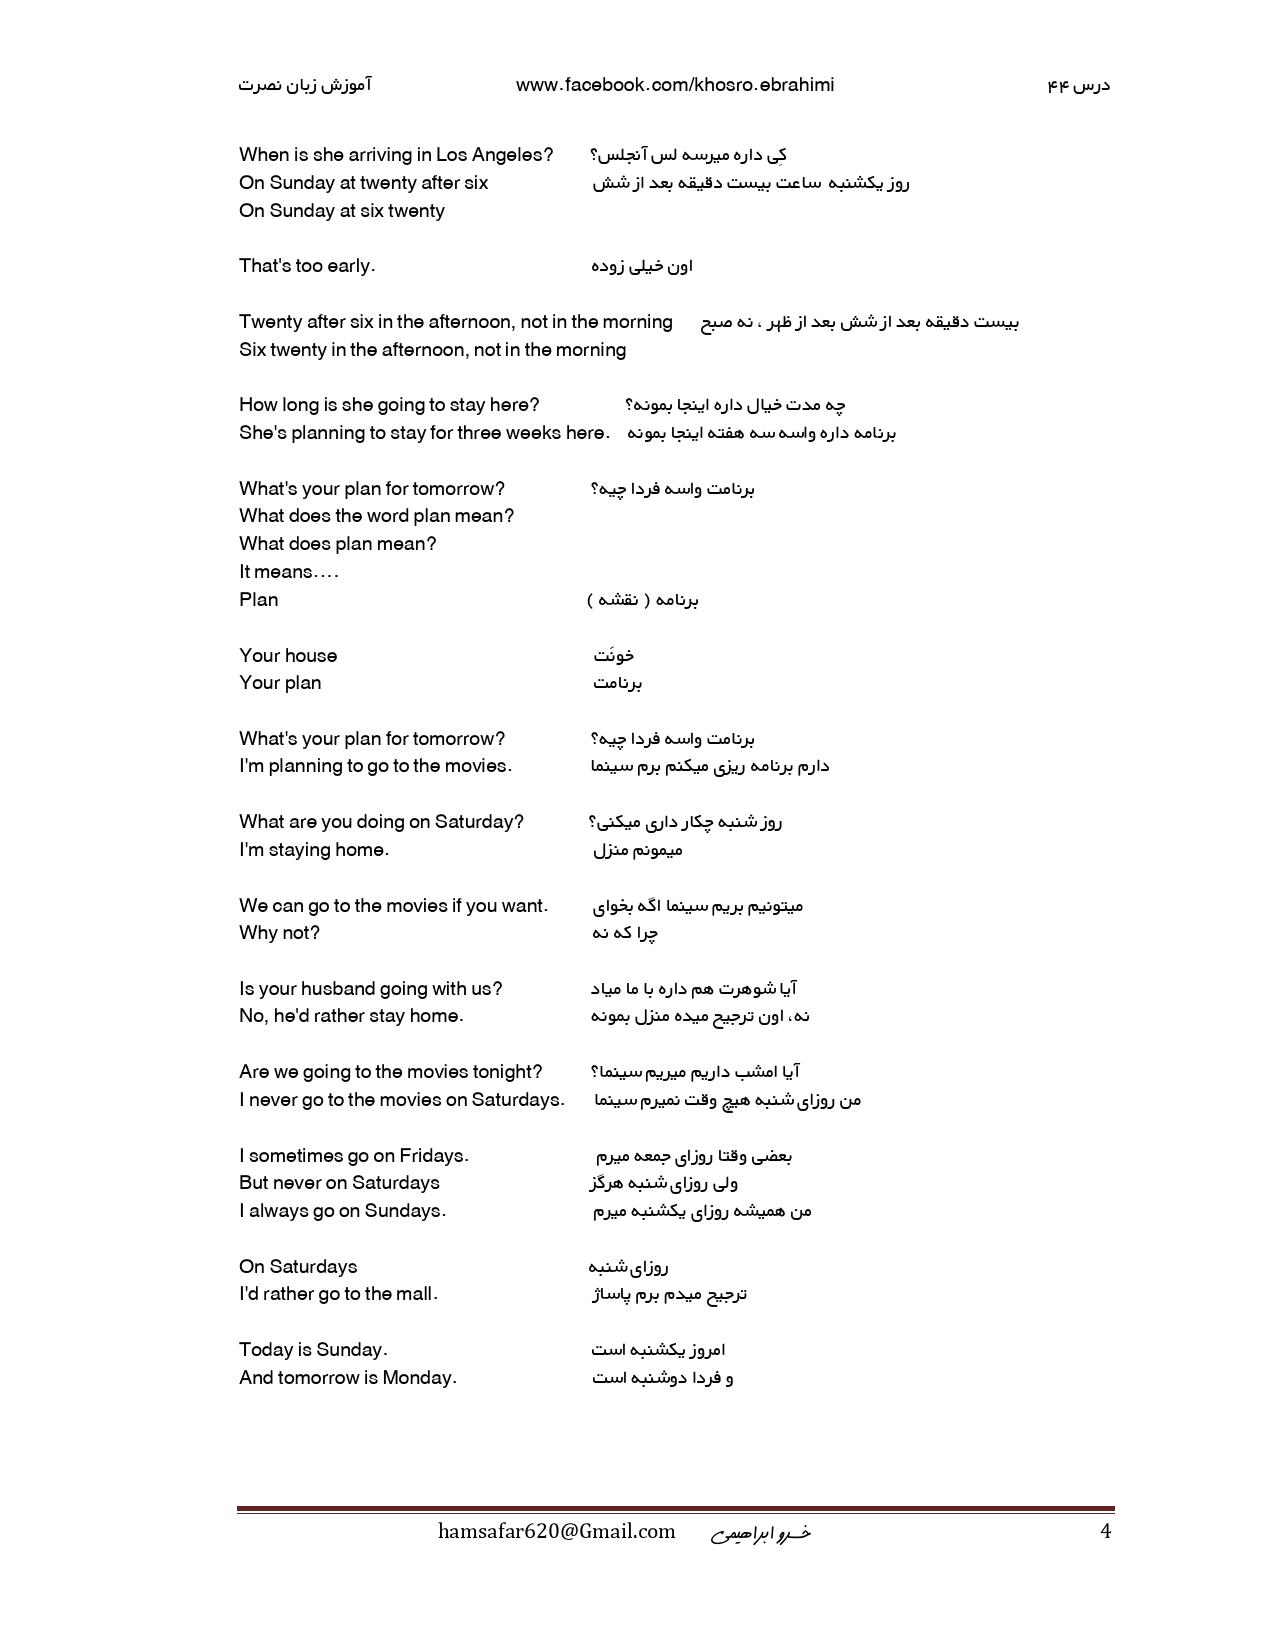 آموزش زبان نصرت www.facebook.com/khosro.ebrahimi درس ۴۴
When is she arriving in Los Angeles? کِی داره میرسه لس آنجلس؟
On Sunday at twenty after six روز یکشنبه ساعت بیست دقیقه بعد از شش
On Sunday at six twenty
That's too early. اون خیلی زوده
Twenty after six in the afternoon, not in the morning بیست دقیقه بعد از شش بعد از ظهر ، نه صبح
Six twenty in the afternoon, not in the morning
How long is she going to stay here? چه مدت خیال داره اینجا بمونه؟
She's planning to stay for three weeks here. برنامه داره واسه سه هفته اینجا بمونه
What's your plan for tomorrow? برنامت واسه فردا چیه؟
What does the word plan mean?
What does plan mean?
It means....
Plan برنامه ( نقشه )
Your house خونَت
Your plan برنامت
What's your plan for tomorrow? برنامت واسه فردا چیه؟
I'm planning to go to the movies. دارم برنامه ریزی میکنم برم سینما
What are you doing on Saturday? روز شنبه چکار داری میکنی؟
I'm staying home. میمونم منزل
We can go to the movies if you want. میتونیم بریم سینما اگه بخوای
Why not? چرا که نه
Is your husband going with us? آیا شوهرت هم داره با ما میاد
No, he'd rather stay home. نه، اون ترجیح میده منزل بمونه
Are we going to the movies tonight? آیا امشب داریم میریم سینما؟
I never go to the movies on Saturdays. من روزای شنبه هیچ وقت نمیرم سینما
I sometimes go on Fridays. بعضی وقتا روزای جمعه میرم
But never on Saturdays ولی روزای شنبه هرگز
I always go on Sundays. من همیشه روزای یکشنبه میرم
On Saturdays روزای شنبه
I'd rather go to the mall. ترجیح میدم برم پاساژ
Today is Sunday. امروز یکشنبه است
And tomorrow is Monday. و فردا دوشنبه است
hamsafar620@Gmail.com خسرو ابراهیمی 4